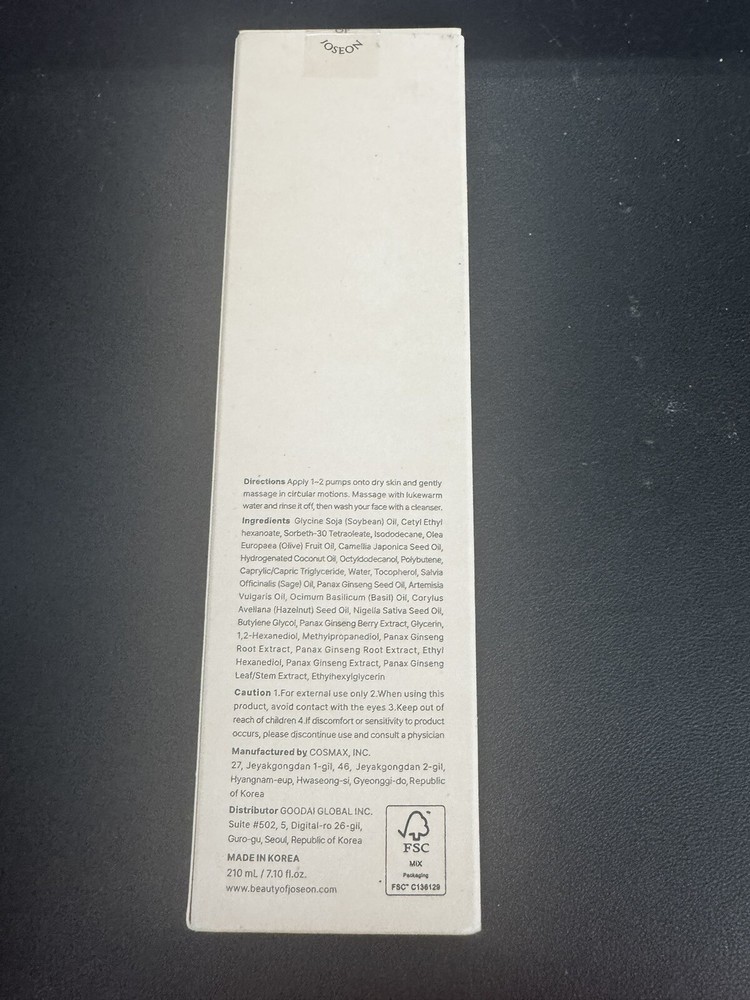 JOSEON
Directions Apply 1–2 pumps onto dry skin and gently
massage in circular motions. Massage with lukewarm
water and rinse it off, then wash your face with a cleanser.
Ingredients Glycine Soja (Soybean) Oil, Cetyl Ethyl
hexanoate, Sorbeth-30 Tetraoleate, Isododecane, Olea
Europaea (Olive) Fruit Oil, Camellia Japonica Seed Oil,
Hydrogenated Coconut Oil, Octyldodecanol, Polybutene,
Caprylic/Capric Triglyceride, Water, Tocopherol, Salvia
Officinalis (Sage) Oil, Panax Ginseng Seed Oil, Artemisia
Vulgaris Oil, Ocimum Basilicum (Basil) Oil, Corylus
Avellana (Hazelnut) Seed Oil, Nigella Sativa Seed Oil,
Butylene Glycol, Panax Ginseng Berry Extract, Glycerin,
1,2-Hexanediol, Methylpropanediol, Panax Ginseng
Root Extract, Panax Ginseng Root Extract, Ethyl
Hexanediol, Panax Ginseng Extract, Panax Ginseng
Leaf/Stem Extract, Ethylhexylglycerin
Caution 1.For external use only 2.When using this
product, avoid contact with the eyes 3.Keep out of
reach of children 4.If discomfort or sensitivity to product
occurs, please discontinue use and consult a physician
Manufactured by COSMAX, INC.
27, Jeyakgongdan 1-gil, 46, Jeyakgongdan 2-gil,
Hyangnam-eup, Hwaseong-si, Gyeonggi-do, Republic
of Korea
Distributor GOODAI GLOBAL INC.
Suite #502, 5, Digital-ro 26-gil,
Guro-gu, Seoul, Republic of Korea
MADE IN KOREA
210 mL / 7.10 fl.oz.
www.beautyofjoseon.com
FSC
MIX
Packaging
FSC™ C136129